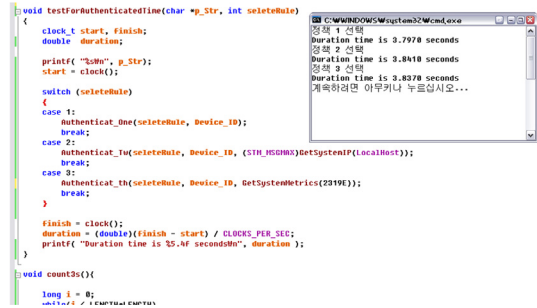 void testForAuthenticatedTime(char *p_Str, int seleteRule)
{
clock_t start, finish;
double duration;
printf( "%s₩n", p_Str);
start = clock();
switch (seleteRule)
{
case 1:
Authenticat_One(seleteRule, Device_ID);
break;
case 2:
Authenticat_Tw(seleteRule, Device_ID, (STM_MSGMAX)GetSystemIP(LocalHost));
break;
case 3:
Authenticat_th(seleteRule, Device_ID, GetSystemMetrics(2319E));
break;
}
finish = clock();
duration = (double)(finish - start) / CLOCKS_PER_SEC;
printf( "Duration time is %5.4f seconds₩n", duration );
}
void count3s(){
long i = 0;
while(i < LENGTH*LENGTH)
C:₩WINDOWS₩system32₩cmd.exe
정책 1 선택
Duration time is 3.7970 seconds
정책 2 선택
Duration time is 3.8410 seconds
정책 3 선택
Duration time is 3.8370 seconds
계속하려면 아무키나 누르십시오...